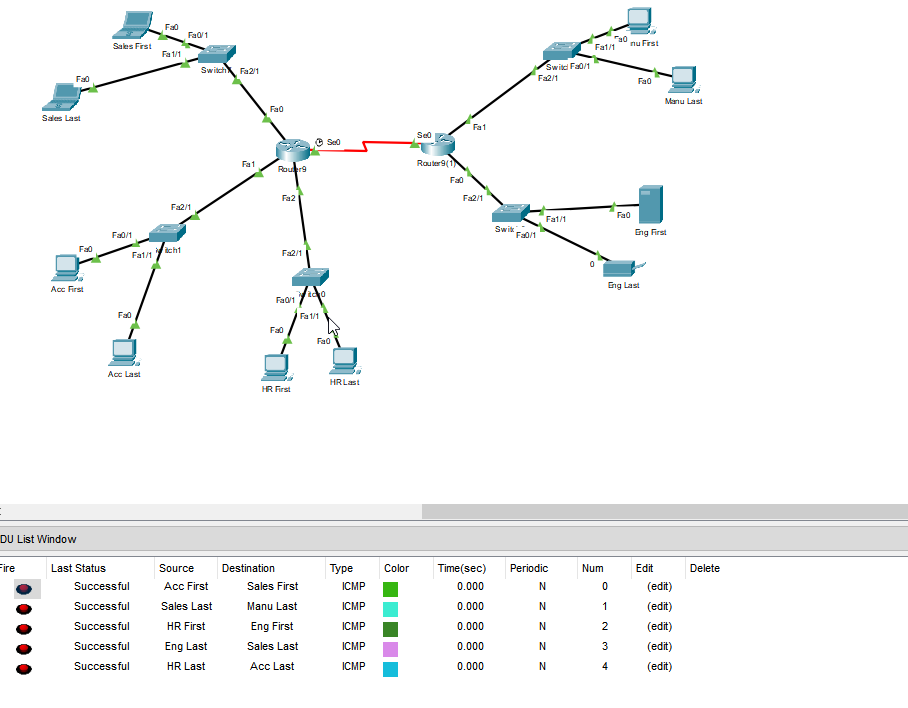 Fa0
Fa0/1
Sales First
Fa1/1
Switch
Fa2/1
Fa0
Sales Last
Fa0
Fa0
nu First
Fa1/1
Switc
Fa0/1
Fa2/1
Fa0
Manu Last
Fa1
Se0
Se0
Router9
Router9(1)
Fa1
Fa0
Fa2
Fa2/1
Fa2/1
Fa1/1
Fa0
Switc
Fa0/1
Eng First
0
Eng Last
Fa0/1
Fa1/1
itch1
Fa0
Acc First
Fa2/1
itch0
Fa0/1
Fa1/1
Fa0
Acc Last
Fa0
Fa0
HR First
HR Last
DU List Window
Fire Last Status Source Destination Type Color Time(sec) Periodic Num Edit Delete
Successful Acc First Sales First ICMP 0.000 N 0 (edit)
Successful Sales Last Manu Last ICMP 0.000 N 1 (edit)
Successful HR First Eng First ICMP 0.000 N 2 (edit)
Successful Eng Last Sales Last ICMP 0.000 N 3 (edit)
Successful HR Last Acc Last ICMP 0.000 N 4 (edit)